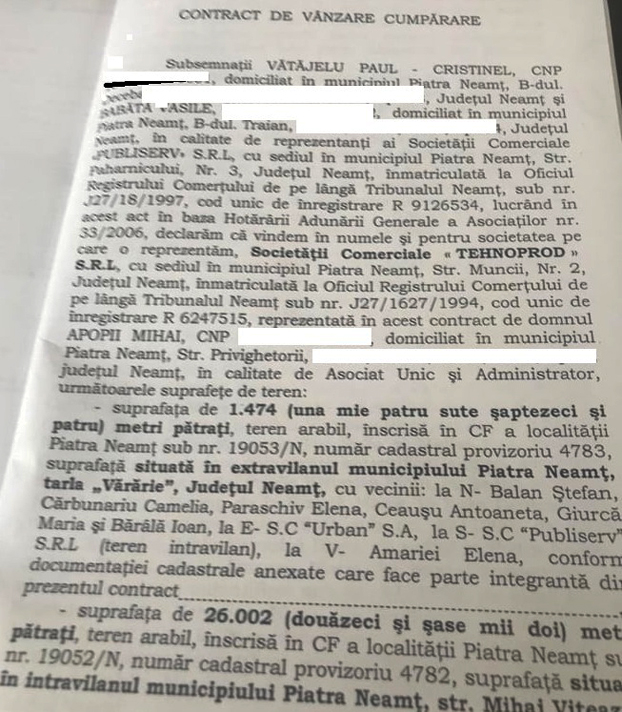 CONTRACT DE VÂNZARE CUMPĂRARE
Subsemnații VĂTĂJELU PAUL - CRISTINEL, CNP
, domiciliat în municipiul Piatra Neamț, B-dul.
, Județul Neamț și
VASILE, , domiciliat în municipiul
Piatra Neamț, B-dul. Traian, , Județul
Neamț, în calitate de reprezentanți ai Societății Comerciale
„PUBLISERV» S.R.L, cu sediul în municipiul Piatra Neamț, Str.
Paharnicului, Nr. 3, Județul Neamț, înmatriculată la Oficiul
Registrului Comerțului de pe lângă Tribunalul Neamț, sub nr.
J27/18/1997, cod unic de înregistrare R 9126534, lucrând în
acest act în baza Hotărârii Adunării Generale a Asociaților nr.
33/2006, declarăm că vindem în numele și pentru societatea pe
care o reprezentăm, Societății Comerciale « TEHNOPROD »
S.R.L, cu sediul în municipiul Piatra Neamț, Str. Muncii, Nr. 2,
Județul Neamț, înmatriculată la Oficiul Registrului Comerțului de
pe lângă Tribunalul Neamț sub nr. J27/1627/1994, cod unic de
înregistrare R 6247515, reprezentată în acest contract de domnul
APOPII MIHAI, CNP , domiciliat în municipiul
Piatra Neamț, Str. Privighetorii,
județul Neamț, în calitate de Asociat Unic și Administrator,
următoarele suprafețe de teren:
- suprafața de 1.474 (una mie patru sute șaptezeci și
patru) metri pătrați, teren arabil, înscrisă în CF a localității
Piatra Neamț sub nr. 19053/N, număr cadastral provizoriu 4783,
suprafață situată în extravilanul municipiului Piatra Neamț,
tarla „Vărărie”, Județul Neamț, cu vecinii: la N- Balan Ștefan,
Cărbunariu Camelia, Paraschiv Elena, Ceaușu Antoaneta, Giurcă
Maria și Bârâlă Ioan, la E- S.C “Urban” S.A, la S- S.C “Publiserv”
S.R.L (teren intravilan), la V- Amariei Elena, conform
documentației cadastrale anexate care face parte integrantă din
prezentul contract
- suprafața de 26.002 (douăzeci și șase mii doi) met
pătrați, teren arabil, înscrisă în CF a localității Piatra Neamț su
nr. 19052/N, număr cadastral provizoriu 4782, suprafață situa
în intravilanul municipiului Piatra Neamț, str. Mihai Viteaz